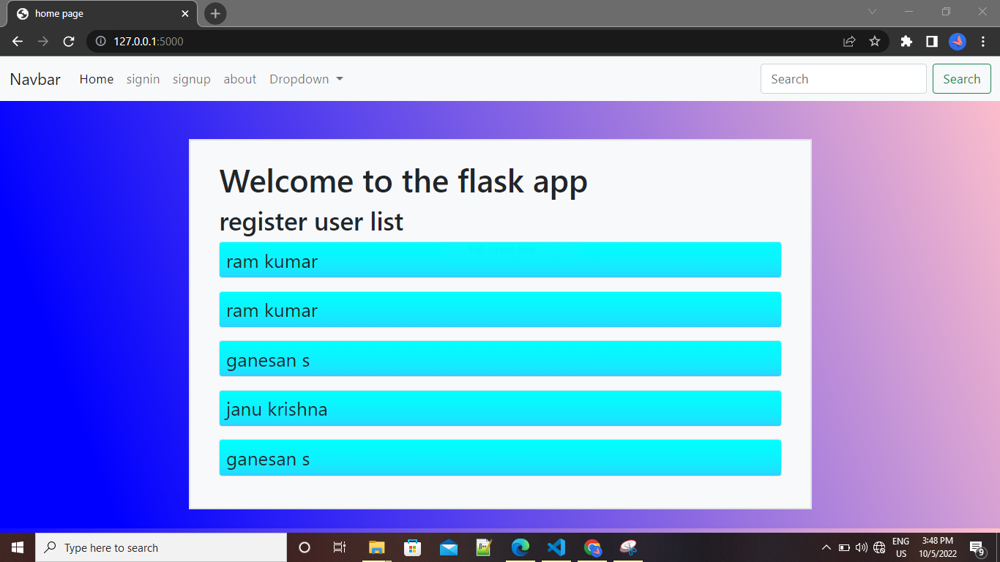 home page
127.0.0.1:5000
Navbar Home signin signup about Dropdown Search Search
Welcome to the flask app
register user list
ram kumar
ram kumar
ganesan s
janu krishna
ganesan s
Type here to search
ENG
US
3:48 PM
10/5/2022
9